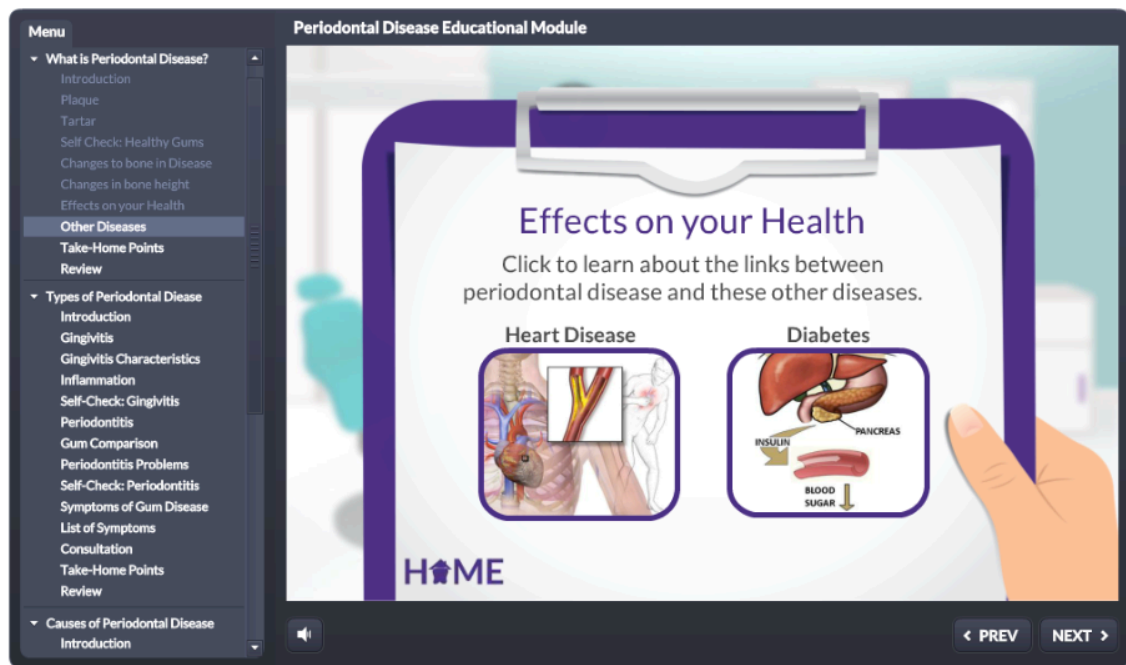 Menu
Periodontal Disease Educational Module
What is Periodontal Disease?
Introduction
Plaque
Tartar
Self Check: Healthy Gums
Changes to bone in Disease
Changes in bone height
Effects on your Health
Other Diseases
Take-Home Points
Review
Types of Periodontal Diease
Introduction
Gingivitis
Gingivitis Characteristics
Inflammation
Self-Check: Gingivitis
Periodontitis
Gum Comparison
Periodontitis Problems
Self-Check: Periodontitis
Symptoms of Gum Disease
List of Symptoms
Consultation
Take-Home Points
Review
Causes of Periodontal Disease
Introduction
Effects on your Health
Click to learn about the links between
periodontal disease and these other diseases.
Heart Disease
Diabetes
PANCREAS
INSULIN
BLOOD
SUGAR
HOME
< PREV
NEXT >